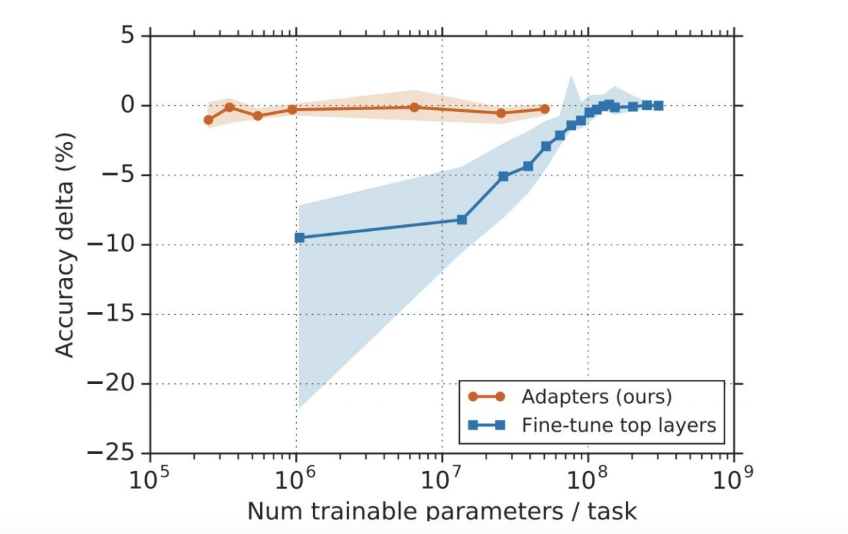 5
0
−5
−10
−15
−20
−25
Accuracy delta (%)
Adapters (ours)
Fine-tune top layers
10⁵ 10⁶ 10⁷ 10⁸ 10⁹
Num trainable parameters / task